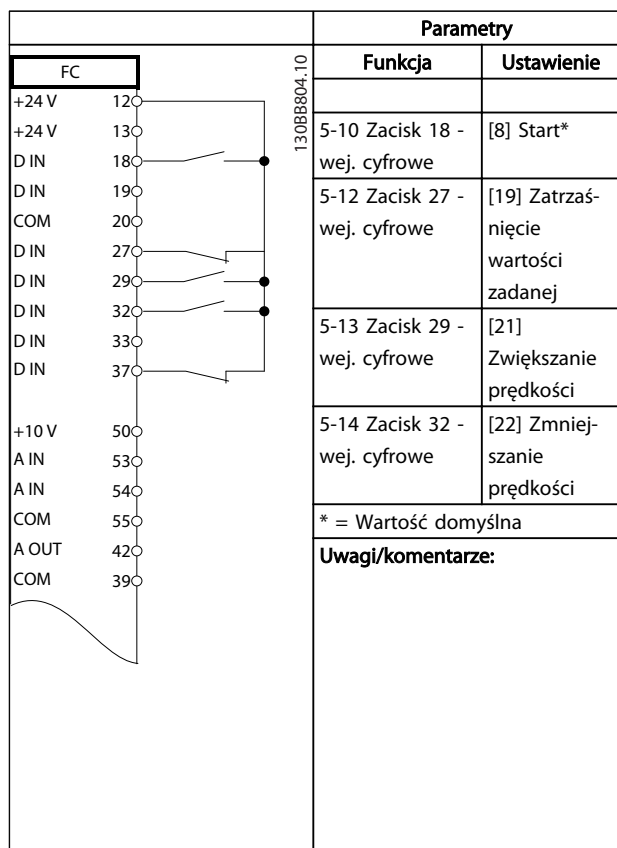 Parametry
Funkcja Ustawienie
FC
130BB804.10
+24 V 12
+24 V 13
D IN 18
D IN 19
COM 20
D IN 27
D IN 29
D IN 32
D IN 33
D IN 37
+10 V 50
A IN 53
A IN 54
COM 55
A OUT 42
COM 39
5-10 Zacisk 18 -
wej. cyfrowe
[8] Start*
5-12 Zacisk 27 -
wej. cyfrowe
[19] Zatrzaś-
nięcie
wartości
zadanej
5-13 Zacisk 29 -
wej. cyfrowe
[21]
Zwiększanie
prędkości
5-14 Zacisk 32 -
wej. cyfrowe
[22] Zmniej-
szanie
prędkości
* = Wartość domyślna
Uwagi/komentarze: